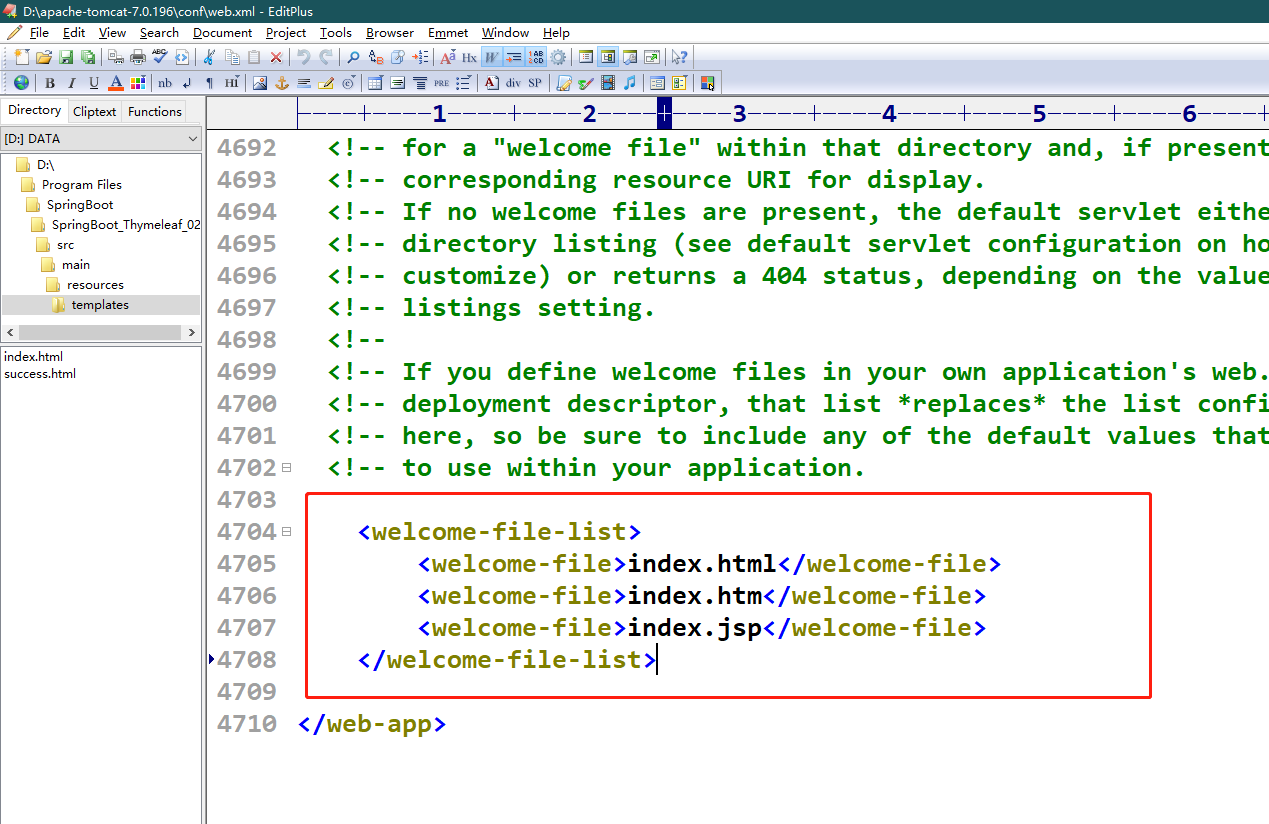 D:\apache-tomcat-7.0.196\conf\web.xml - EditPlus
File Edit View Search Document Project Tools Browser Emmet Window Help
B I U A nb ¶ HI PRE A div SP
Directory Cliptext Functions
[D:] DATA
D:\
Program Files
SpringBoot
SpringBoot_Thymeleaf_02
src
main
resources
templates
index.html
success.html
----+----1----+----2----+----3----+----4----+----5----+----6----+
4692 <!-- for a "welcome file" within that directory and, if present
4693 <!-- corresponding resource URI for display.
4694 <!-- If no welcome files are present, the default servlet eithe
4695 <!-- directory listing (see default servlet configuration on ho
4696 <!-- customize) or returns a 404 status, depending on the value
4697 <!-- listings setting.
4698 <!--
4699 <!-- If you define welcome files in your own application's web.
4700 <!-- deployment descriptor, that list *replaces* the list confi
4701 <!-- here, so be sure to include any of the default values that
4702 <!-- to use within your application.
4703
4704 <welcome-file-list>
4705 <welcome-file>index.html</welcome-file>
4706 <welcome-file>index.htm</welcome-file>
4707 <welcome-file>index.jsp</welcome-file>
4708 </welcome-file-list>
4709
4710 </web-app>